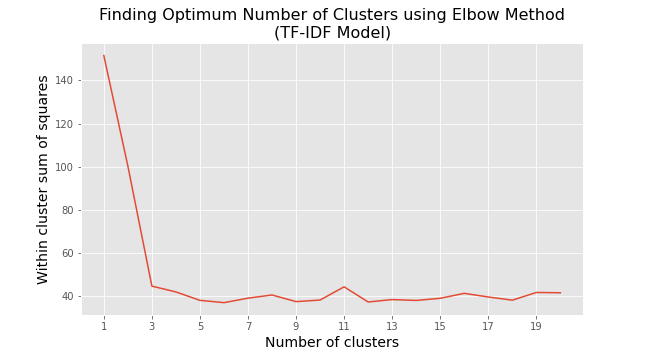 Finding Optimum Number of Clusters using Elbow Method
(TF-IDF Model)
Within cluster sum of squares
140
120
100
80
60
40
1 3 5 7 9 11 13 15 17 19
Number of clusters